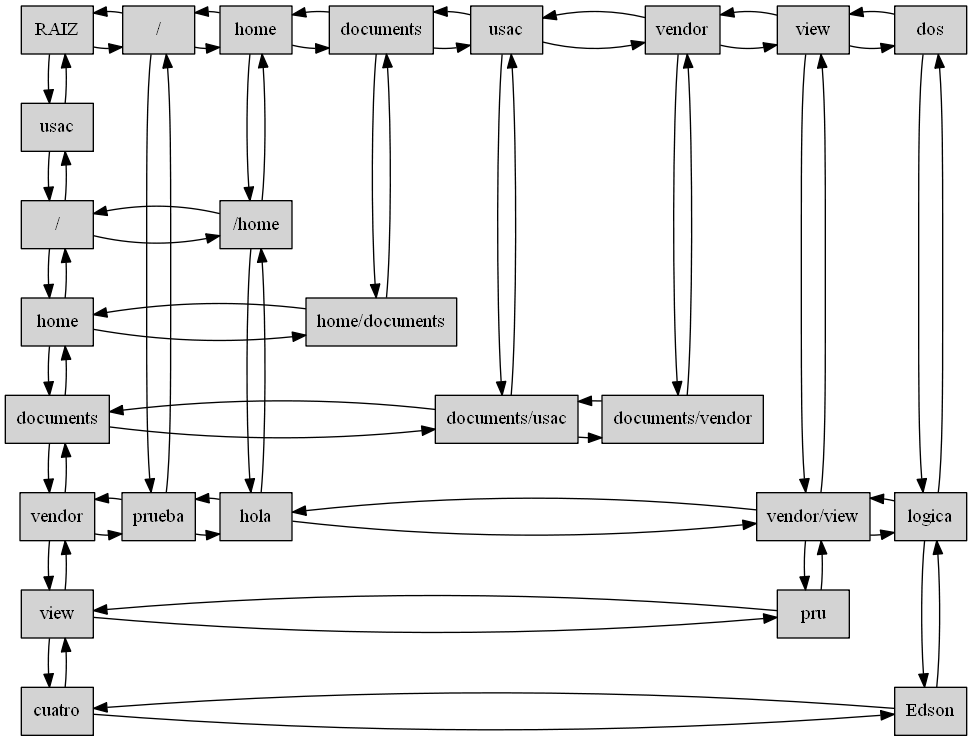 RAIZ
/
home
documents
usac
vendor
view
dos
usac
/
/home
home
home/documents
documents
documents/usac
documents/vendor
vendor
prueba
hola
vendor/view
logica
view
pru
cuatro
Edson